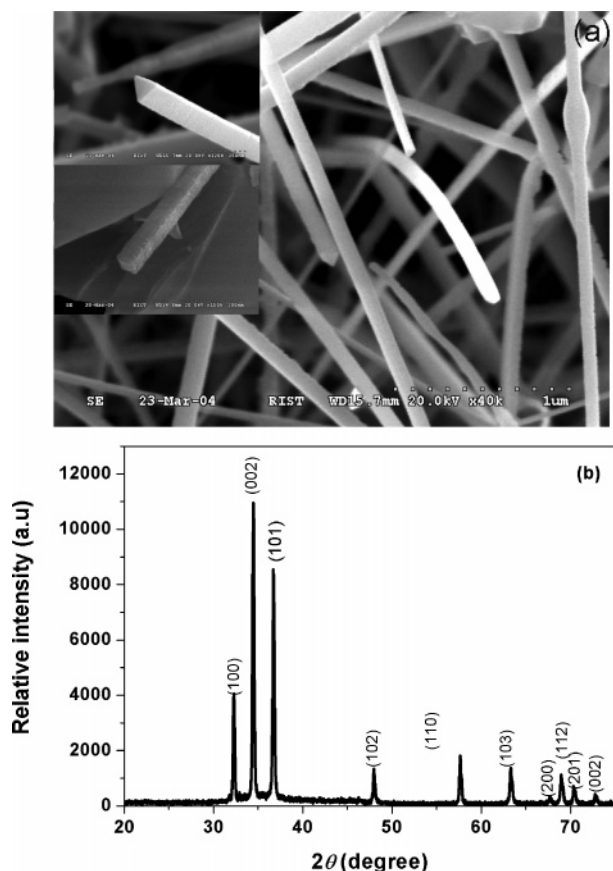 (a)
SE 23-Mar-04 RIST WD15.7mm 20.0kV x40k 1um
(b)
Relative intensity (a.u)
12000
10000
8000
6000
4000
2000
0
(100)
(002)
(101)
(102)
(110)
(103)
(200)
(112)
(201)
(002)
20 30 40 50 60 70
2θ (degree)